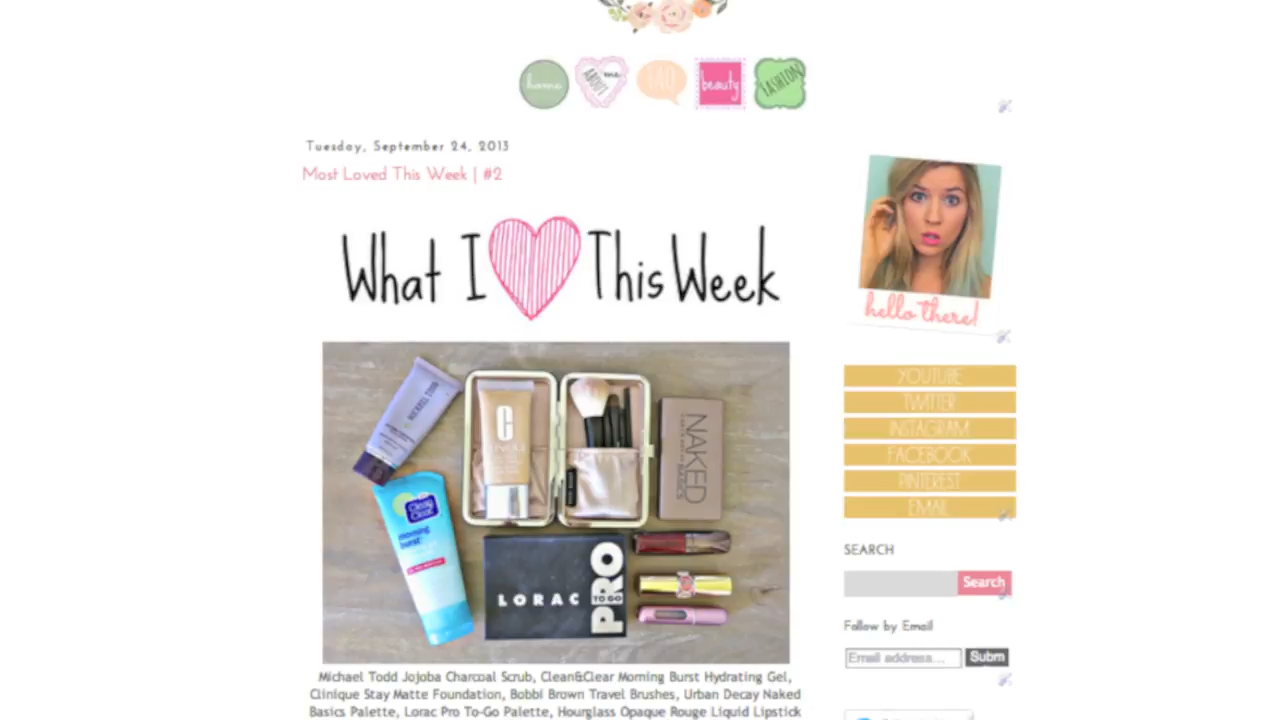 home
ABOUT me
FAQ
beauty
FASHION
Tuesday, September 24, 2013
Most Loved This Week | #2
What I This Week
hello there!
YOUTUBE
TWITTER
INSTAGRAM
FACEBOOK
PINTEREST
EMAIL
SEARCH
Search
Follow by Email
Email address...
Subm
MICHAEL TODD
CLINIQUE
NAKED
BASICS
Clean & Clear
morning
burst
LORAC
PRO
TO GO
Michael Todd Jojoba Charcoal Scrub, Clean&Clear Morning Burst Hydrating Gel,
Clinique Stay Matte Foundation, Bobbi Brown Travel Brushes, Urban Decay Naked
Basics Palette, Lorac Pro To-Go Palette, Hourglass Opaque Rouge Liquid Lipstick